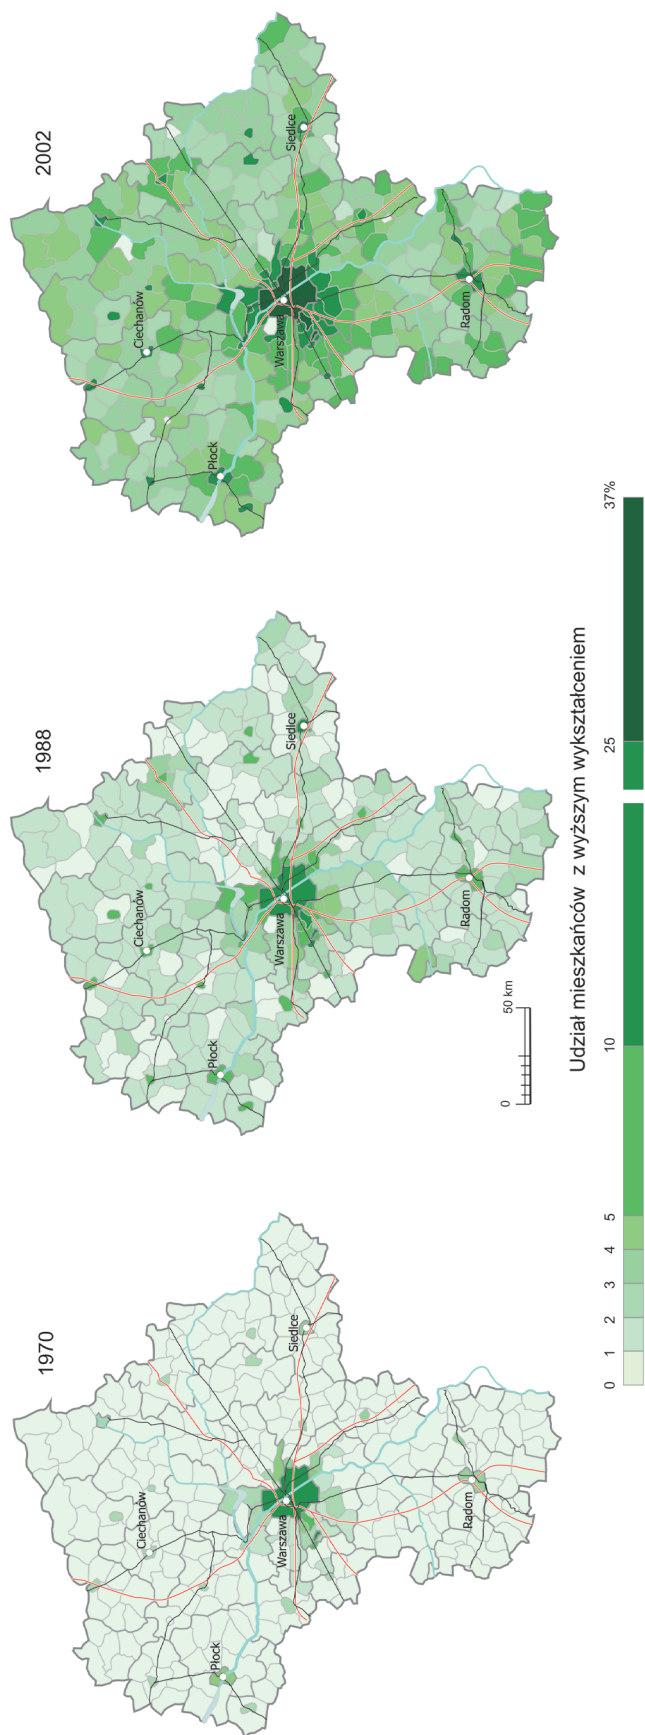 1970
Ciechanów
Płock
Siedlce
Warszawa
Radom
1988
Ciechanów
Płock
Siedlce
Warszawa
Radom
0 50 km
2002
Ciechanów
Płock
Siedlce
Warszawa
Radom
Udział mieszkańców z wyższym wykształceniem
0 1 2 3 4 5 10 25 37%